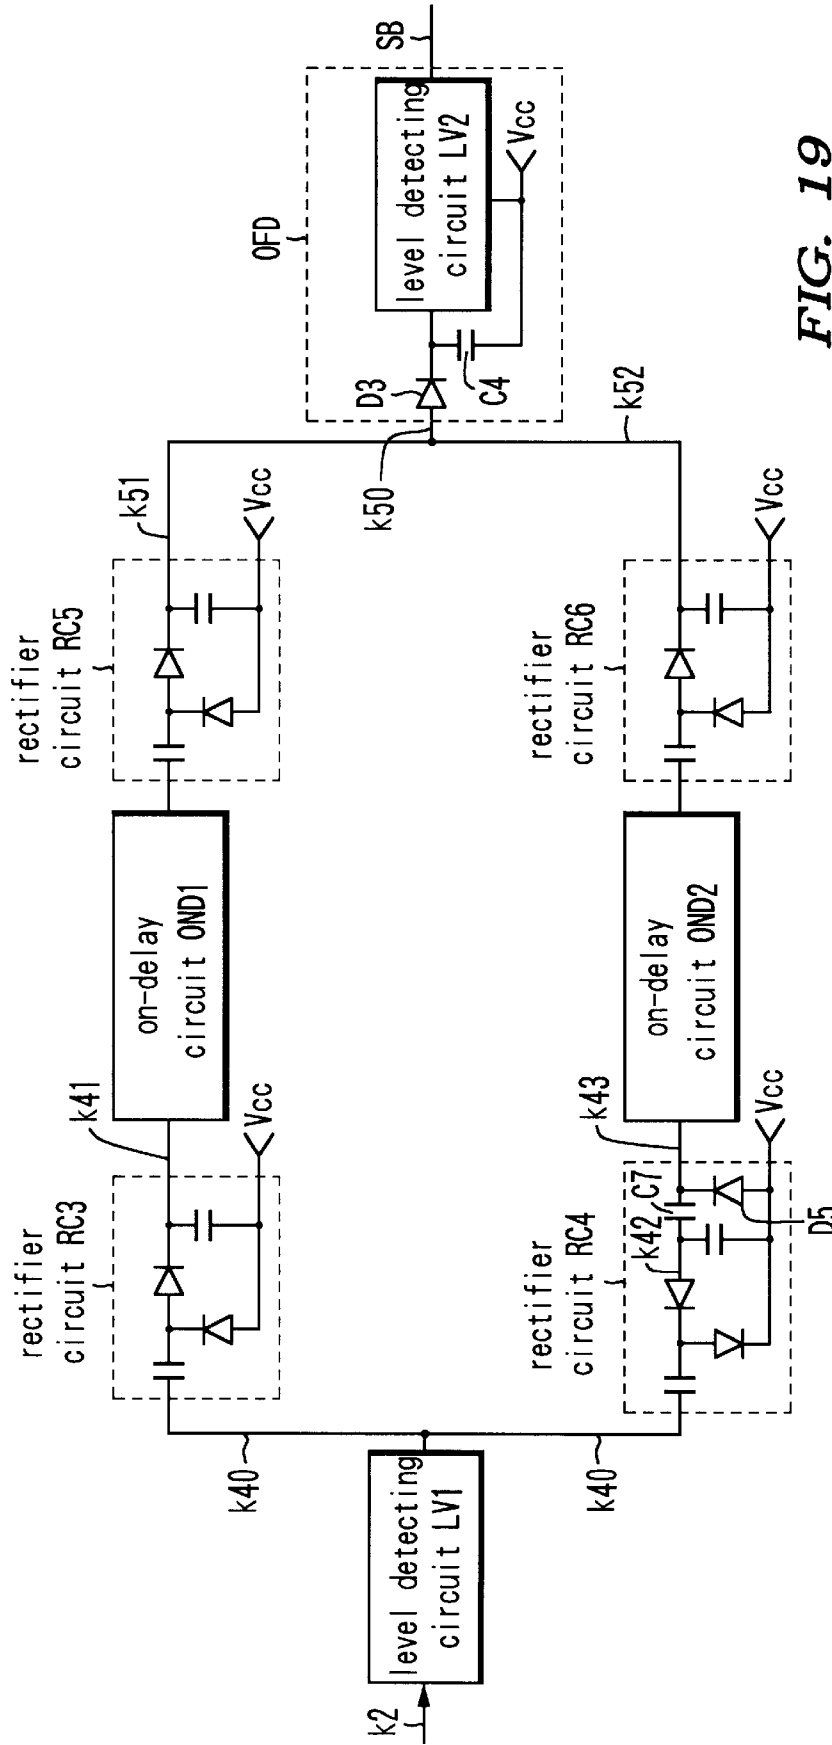 k2
level detecting
circuit LV1
k40
k40
rectifier
circuit RC3
Vcc
k41
on-delay
circuit OND1
rectifier
circuit RC5
Vcc
k51
rectifier
circuit RC4
k42
C7
D5
Vcc
k43
on-delay
circuit OND2
rectifier
circuit RC6
Vcc
k52
k50
OFD
D3
C4
level detecting
circuit LV2
Vcc
SB
FIG. 19